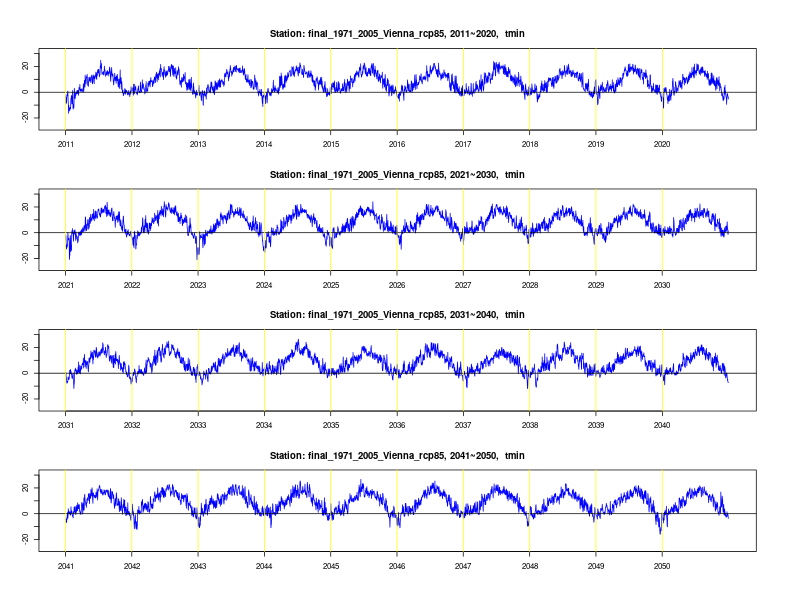 Station: final_1971_2005_Vienna_rcp85, 2011~2020, tmin
20
0
-20
2011 2012 2013 2014 2015 2016 2017 2018 2019 2020
Station: final_1971_2005_Vienna_rcp85, 2021~2030, tmin
20
0
-20
2021 2022 2023 2024 2025 2026 2027 2028 2029 2030
Station: final_1971_2005_Vienna_rcp85, 2031~2040, tmin
20
0
-20
2031 2032 2033 2034 2035 2036 2037 2038 2039 2040
Station: final_1971_2005_Vienna_rcp85, 2041~2050, tmin
20
0
-20
2041 2042 2043 2044 2045 2046 2047 2048 2049 2050